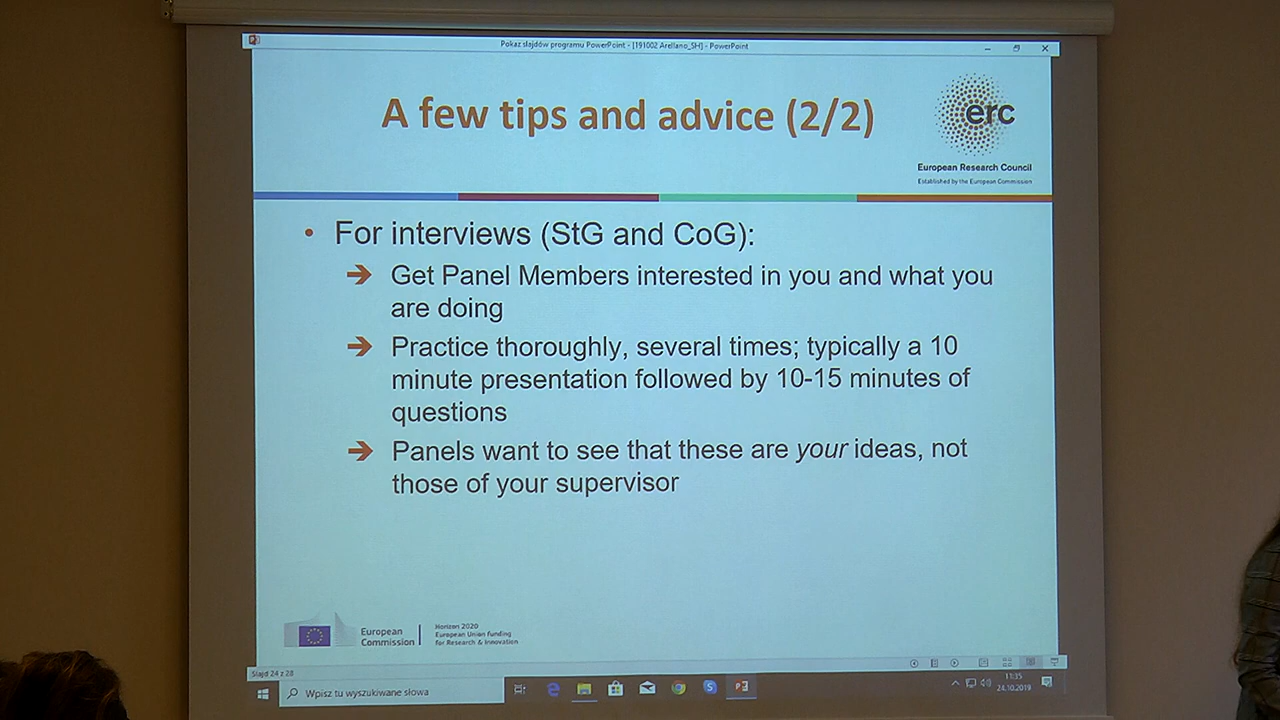 Pokaz slajdów programu PowerPoint - [191002 Arellano_SH] - PowerPoint
A few tips and advice (2/2)
erc
European Research Council
Established by the European Commission
• For interviews (StG and CoG):
➔ Get Panel Members interested in you and what you
are doing
➔ Practice thoroughly, several times; typically a 10
minute presentation followed by 10-15 minutes of
questions
➔ Panels want to see that these are your ideas, not
those of your supervisor
European
Commission
Horizon 2020
European Union funding
for Research & Innovation
Slajd 24 z 28
Wpisz tu wyszukiwane słowa
11:35
24.10.2019